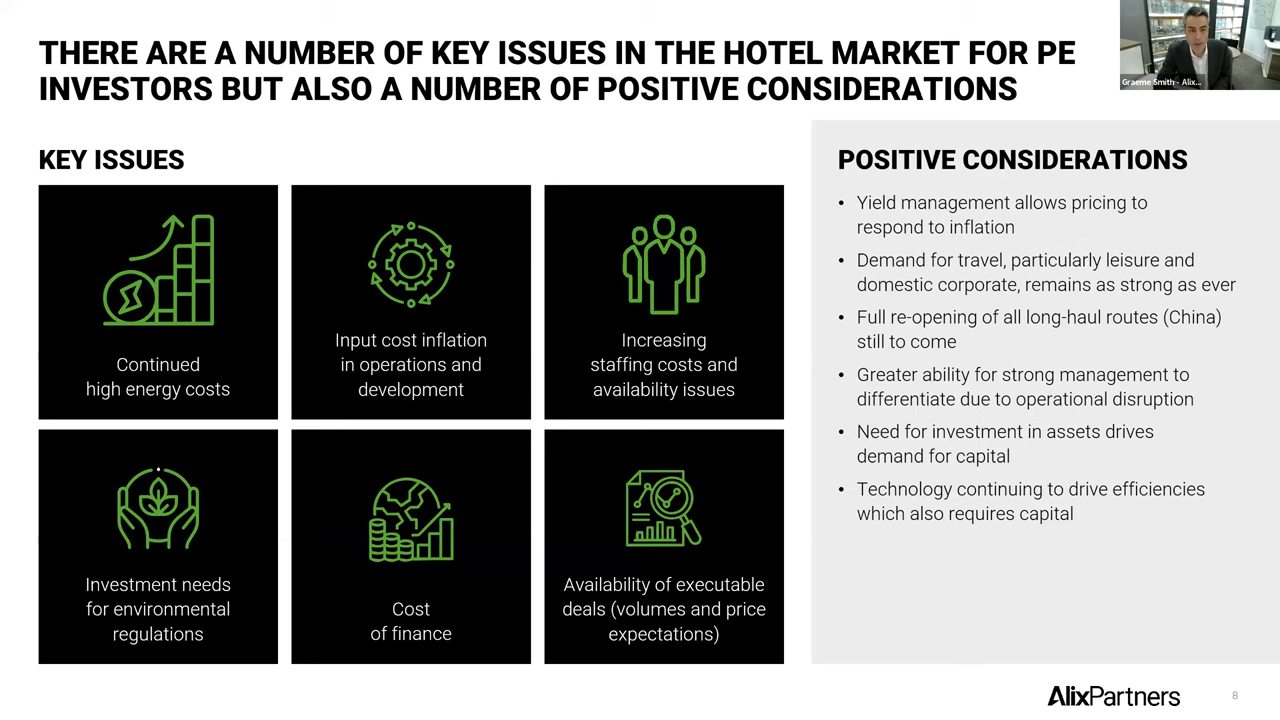 THERE ARE A NUMBER OF KEY ISSUES IN THE HOTEL MARKET FOR PE
INVESTORS BUT ALSO A NUMBER OF POSITIVE CONSIDERATIONS
Graeme Smith - Alix...
KEY ISSUES
Continued
high energy costs
Input cost inflation
in operations and
development
Increasing
staffing costs and
availability issues
Investment needs
for environmental
regulations
Cost
of finance
Availability of executable
deals (volumes and price
expectations)
POSITIVE CONSIDERATIONS
• Yield management allows pricing to
respond to inflation
• Demand for travel, particularly leisure and
domestic corporate, remains as strong as ever
• Full re-opening of all long-haul routes (China)
still to come
• Greater ability for strong management to
differentiate due to operational disruption
• Need for investment in assets drives
demand for capital
• Technology continuing to drive efficiencies
which also requires capital
AlixPartners
8